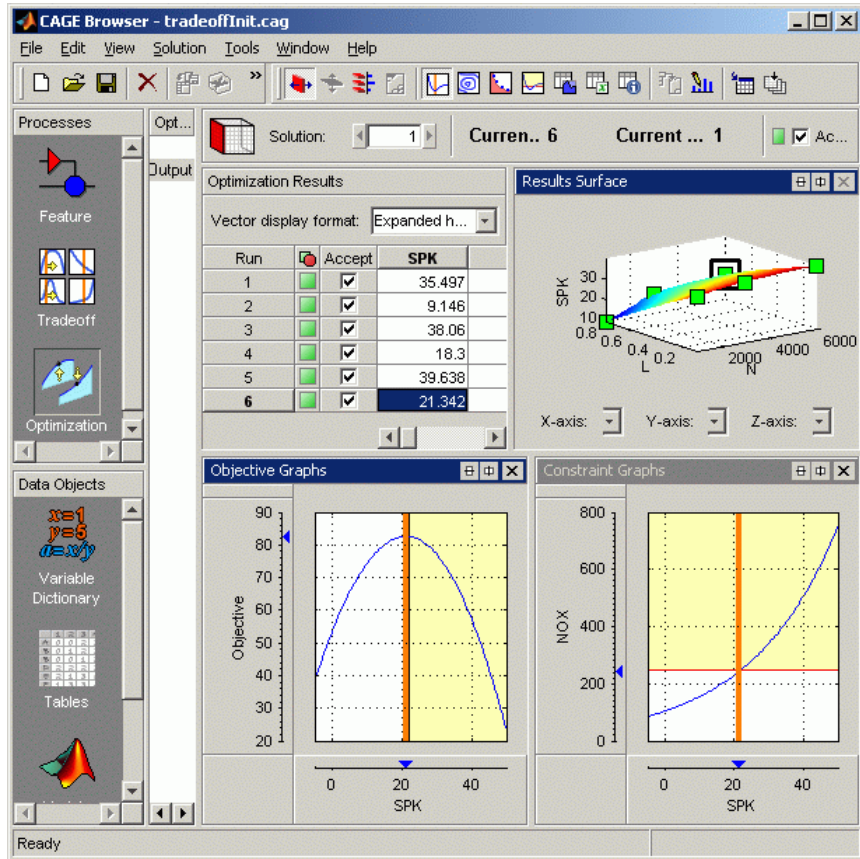 CAGE Browser - tradeoffInit.cag
File Edit View Solution Tools Window Help
»
Processes
Feature
Tradeoff
Optimization
Opt...
Output
Solution: 1 Curren.. 6 Current ... 1 Ac...
Optimization Results
Vector display format: Expanded h...
Run Accept SPK
1 35.497
2 9.146
3 38.06
4 18.3
5 39.638
6 21.342
Results Surface
SPK
30
20
10
0.8
0.6
0.4
0.2
L
2000
4000
6000
N
X-axis: Y-axis: Z-axis:
Data Objects
x=1
y=5
a=x/y
Variable
Dictionary
Tables
Objective Graphs
Objective
90
80
70
60
50
40
30
20
0 20 40
SPK
Constraint Graphs
NOX
800
600
400
200
0
0 20 40
SPK
Ready